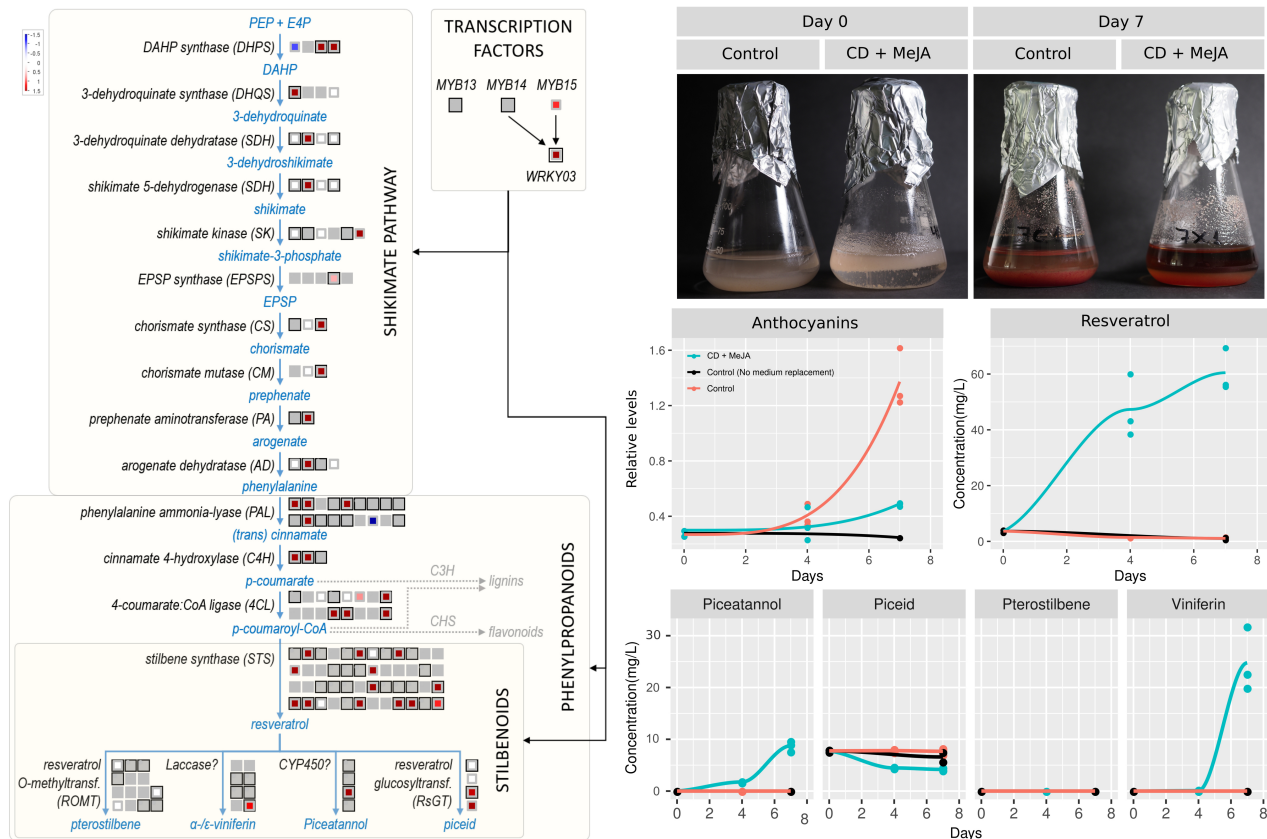 PEP + E4P
-1.5
-1
-0.5
0
0.5
1
1.5
DAHP synthase (DHPS)
DAHP
3-dehydroquinate synthase (DHQS)
3-dehydroquinate
3-dehydroquinate dehydratase (SDH)
3-dehydroshikimate
shikimate 5-dehydrogenase (SDH)
shikimate
shikimate kinase (SK)
shikimate-3-phosphate
EPSP synthase (EPSPS)
EPSP
chorismate synthase (CS)
chorismate
chorismate mutase (CM)
prephenate
prephenate aminotransferase (PA)
arogenate
arogenate dehydratase (AD)
phenylalanine
SHIKIMATE PATHWAY
TRANSCRIPTION
FACTORS
MYB13 MYB14 MYB15
WRKY03
phenylalanine ammonia-lyase (PAL)
(trans) cinnamate
cinnamate 4-hydroxylase (C4H)
p-coumarate
C3H
lignins
4-coumarate:CoA ligase (4CL)
p-coumaroyl-CoA
CHS
flavonoids
PHENYLPROPANOIDS
stilbene synthase (STS)
resveratrol
STILBENOIDS
resveratrol
O-methyltransf.
(ROMT)
Laccase?
CYP450?
resveratrol
glucosyltransf.
(RsGT)
pterostilbene
α-/ε-viniferin
Piceatannol
piceid
Day 0 Day 7
Control CD + MeJA Control CD + MeJA
Anthocyanins
CD + MeJA
Control (No medium replacement)
Control
Relative levels
1.6
1.2
0.8
0.4
0 2 4 6 8
Days
Resveratrol
Concentration(mg/L)
60
40
20
0
0 2 4 6 8
Days
Piceatannol Piceid Pterostilbene Viniferin
Concentration(mg/L)
30
20
10
0
0 2 4 6 8 0 2 4 6 8 0 2 4 6 8 0 2 4 6 8
Days